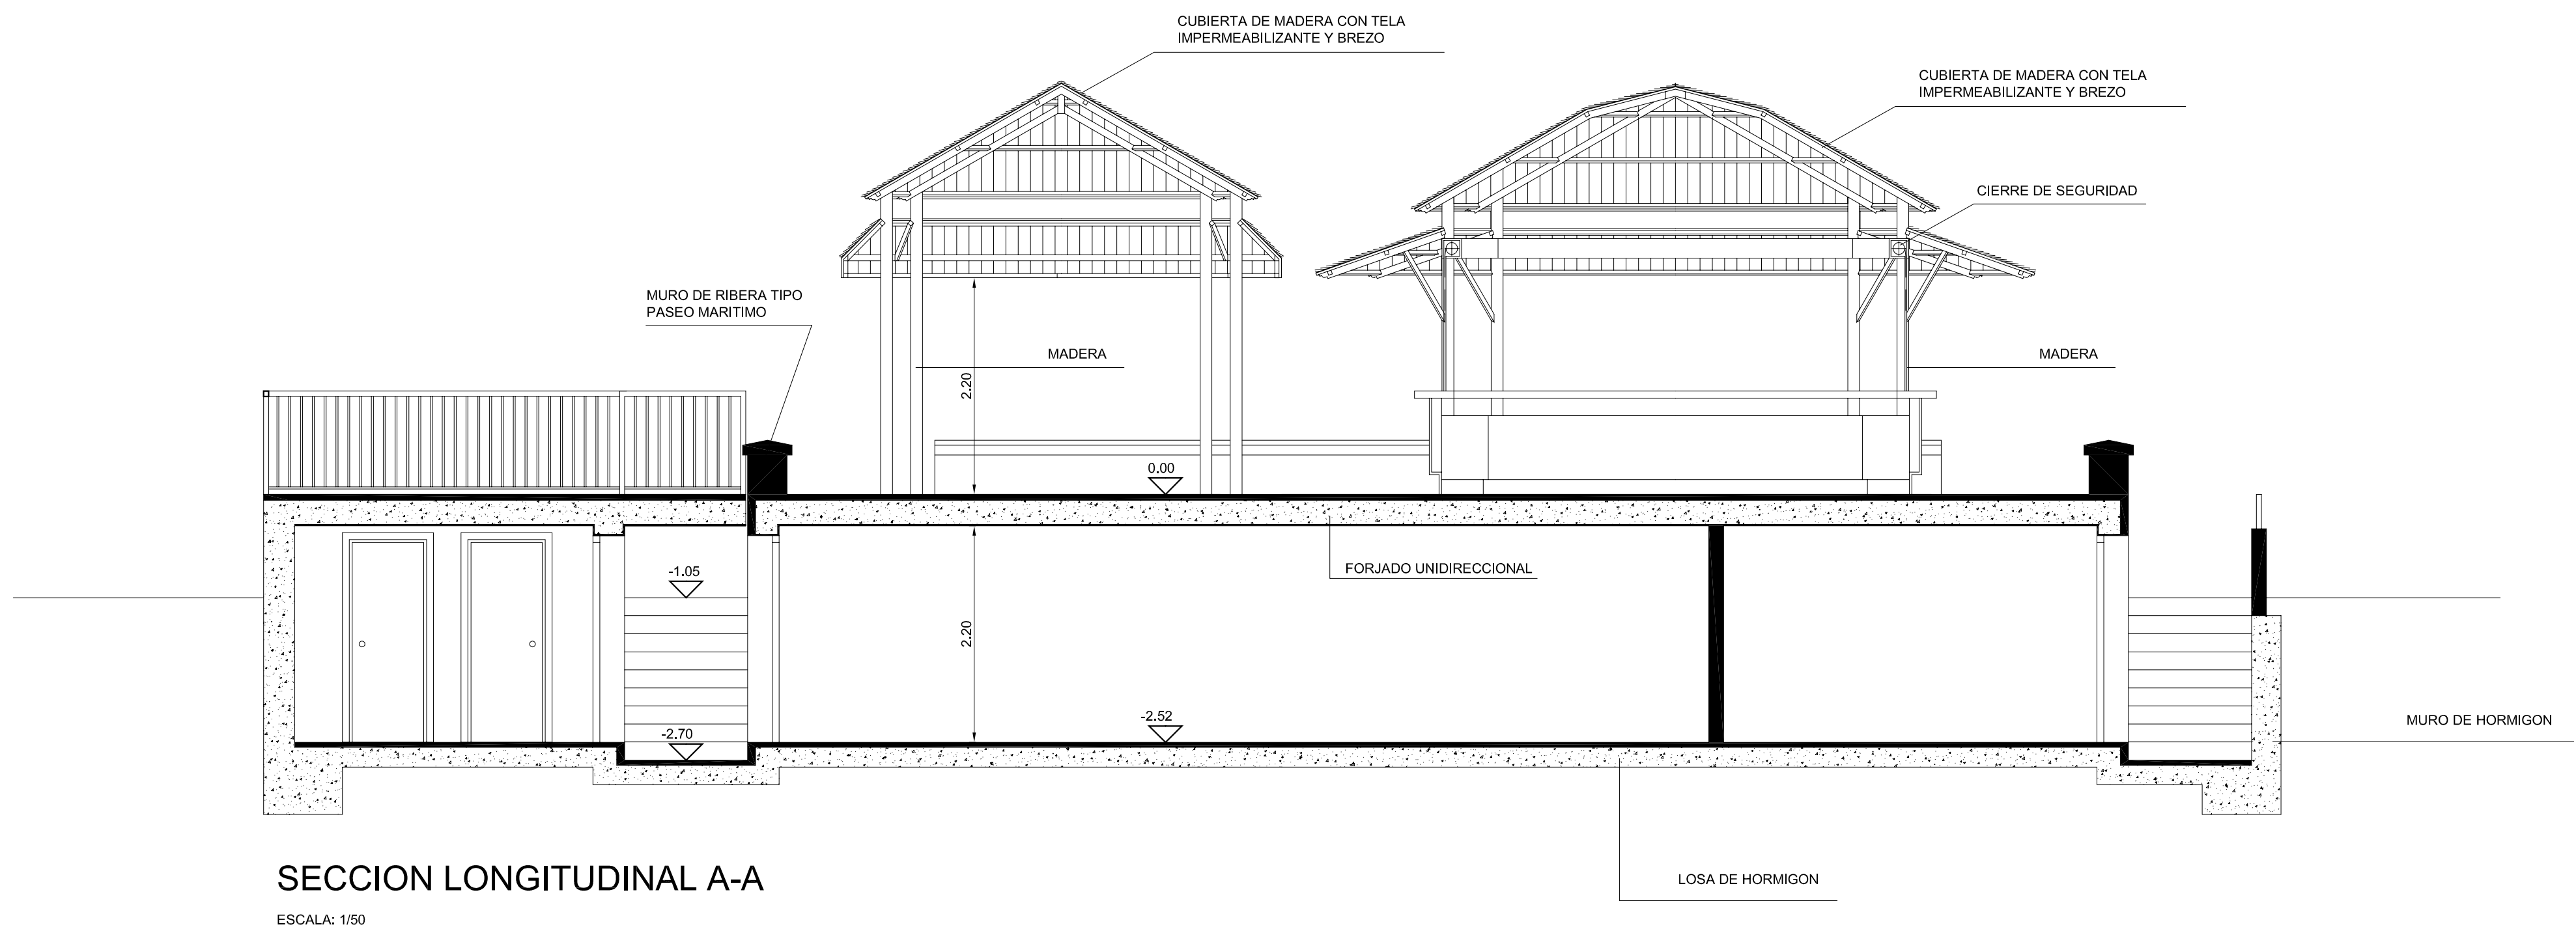 CUBIERTA DE MADERA CON TELA
IMPERMEABILIZANTE Y BREZO
CUBIERTA DE MADERA CON TELA
IMPERMEABILIZANTE Y BREZO
CIERRE DE SEGURIDAD
MURO DE RIBERA TIPO
PASEO MARITIMO
MADERA
MADERA
2.20
0.00
FORJADO UNIDIRECCIONAL
-1.05
2.20
-2.52
-2.70
MURO DE HORMIGON
SECCION LONGITUDINAL A-A
LOSA DE HORMIGON
ESCALA: 1/50